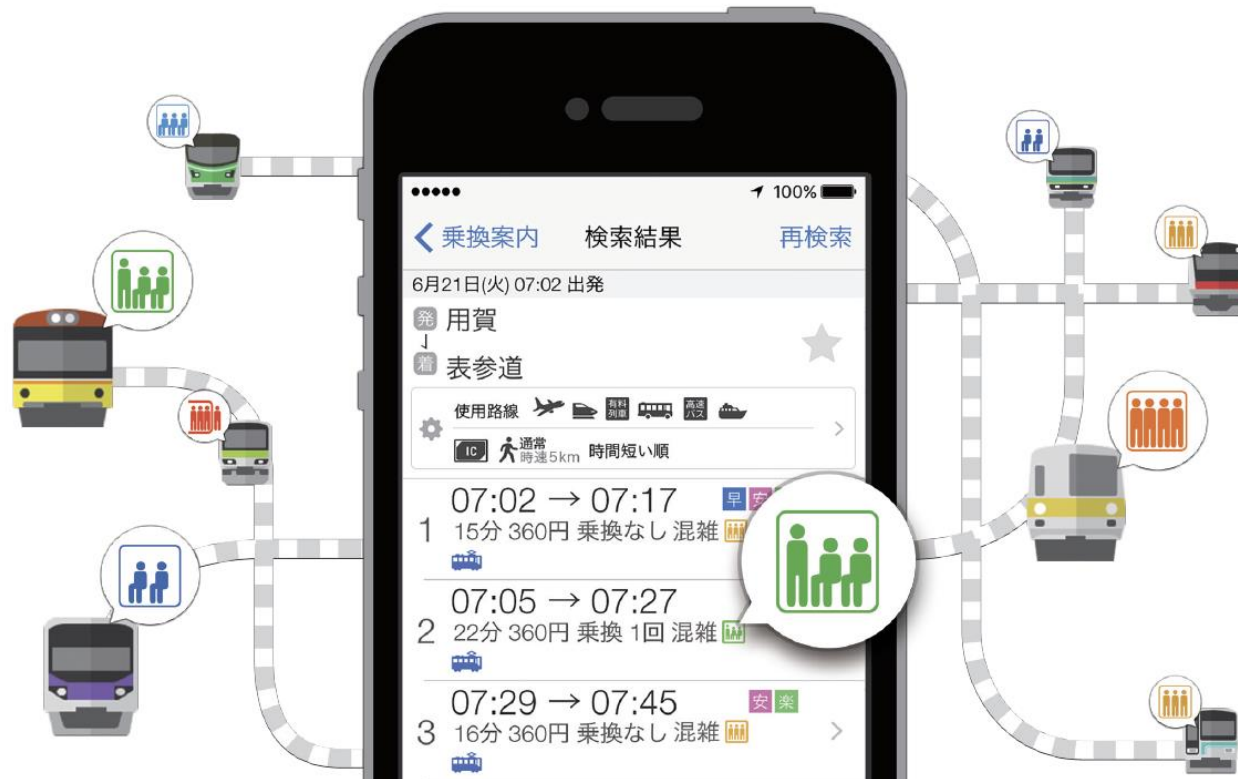 100%
乗換案内 検索結果 再検索
6月21日(火) 07:02 出発
発 用賀
着 表参道
使用路線 有料列車 高速バス
IC 通常 時速5km 時間短い順
07:02 → 07:17 早 安
1 15分 360円 乗換なし 混雑
07:05 → 07:27
2 22分 360円 乗換 1回 混雑
07:29 → 07:45 安 楽
3 16分 360円 乗換なし 混雑